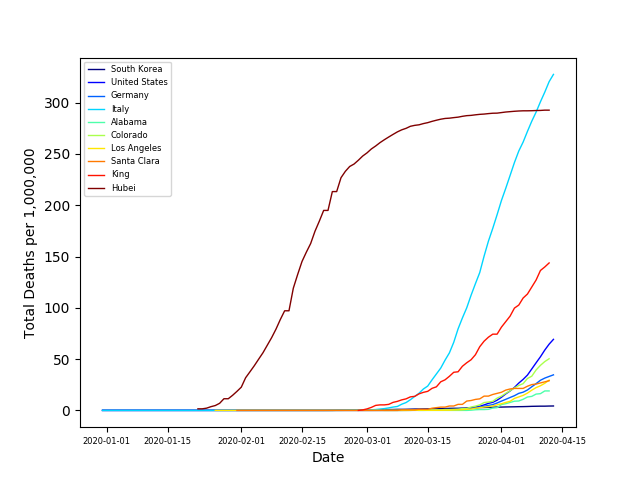 South Korea
United States
Germany
Italy
Alabama
Colorado
Los Angeles
Santa Clara
King
Hubei
Total Deaths per 1,000,000
300
250
200
150
100
50
0
2020-01-01 2020-01-15 2020-02-01 2020-02-15 2020-03-01 2020-03-15 2020-04-01 2020-04-15
Date